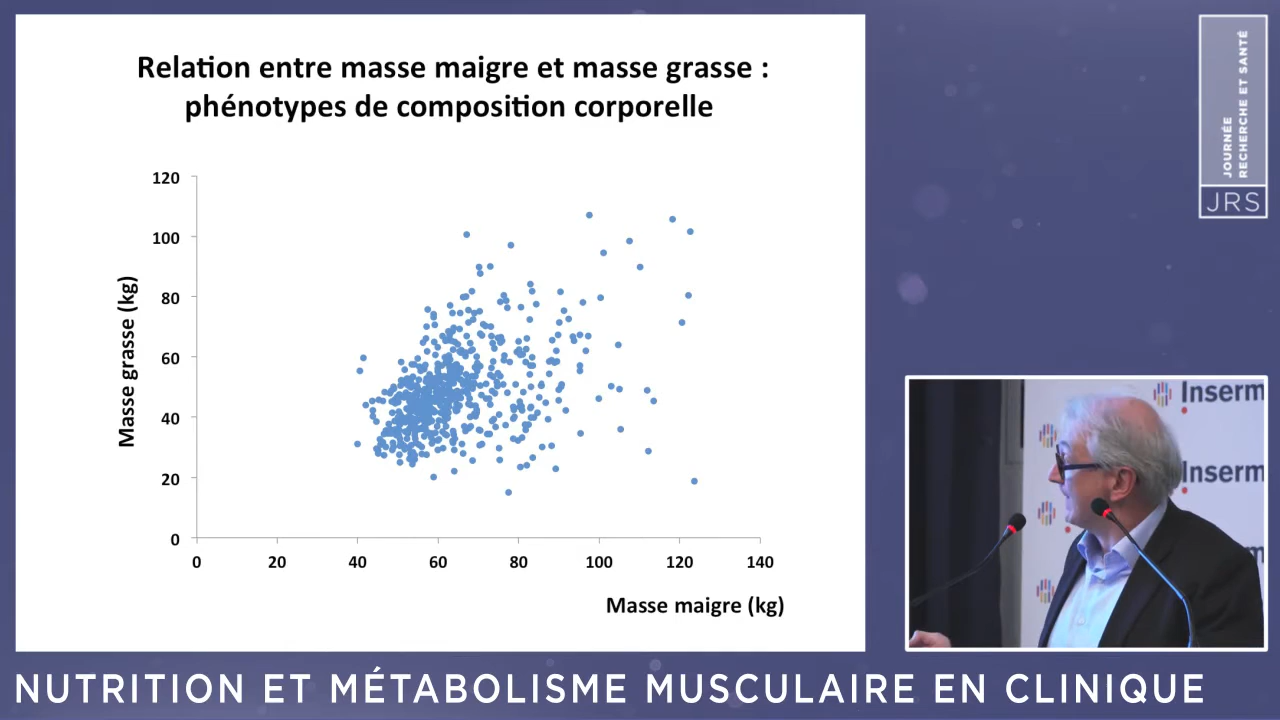 Relation entre masse maigre et masse grasse :
phénotypes de composition corporelle
120
100
80
60
40
20
0
Masse grasse (kg)
0 20 40 60 80 100 120 140
Masse maigre (kg)
JOURNÉE
RECHERCHE ET SANTÉ
JRS
Inserm
Inserm
NUTRITION ET MÉTABOLISME MUSCULAIRE EN CLINIQUE